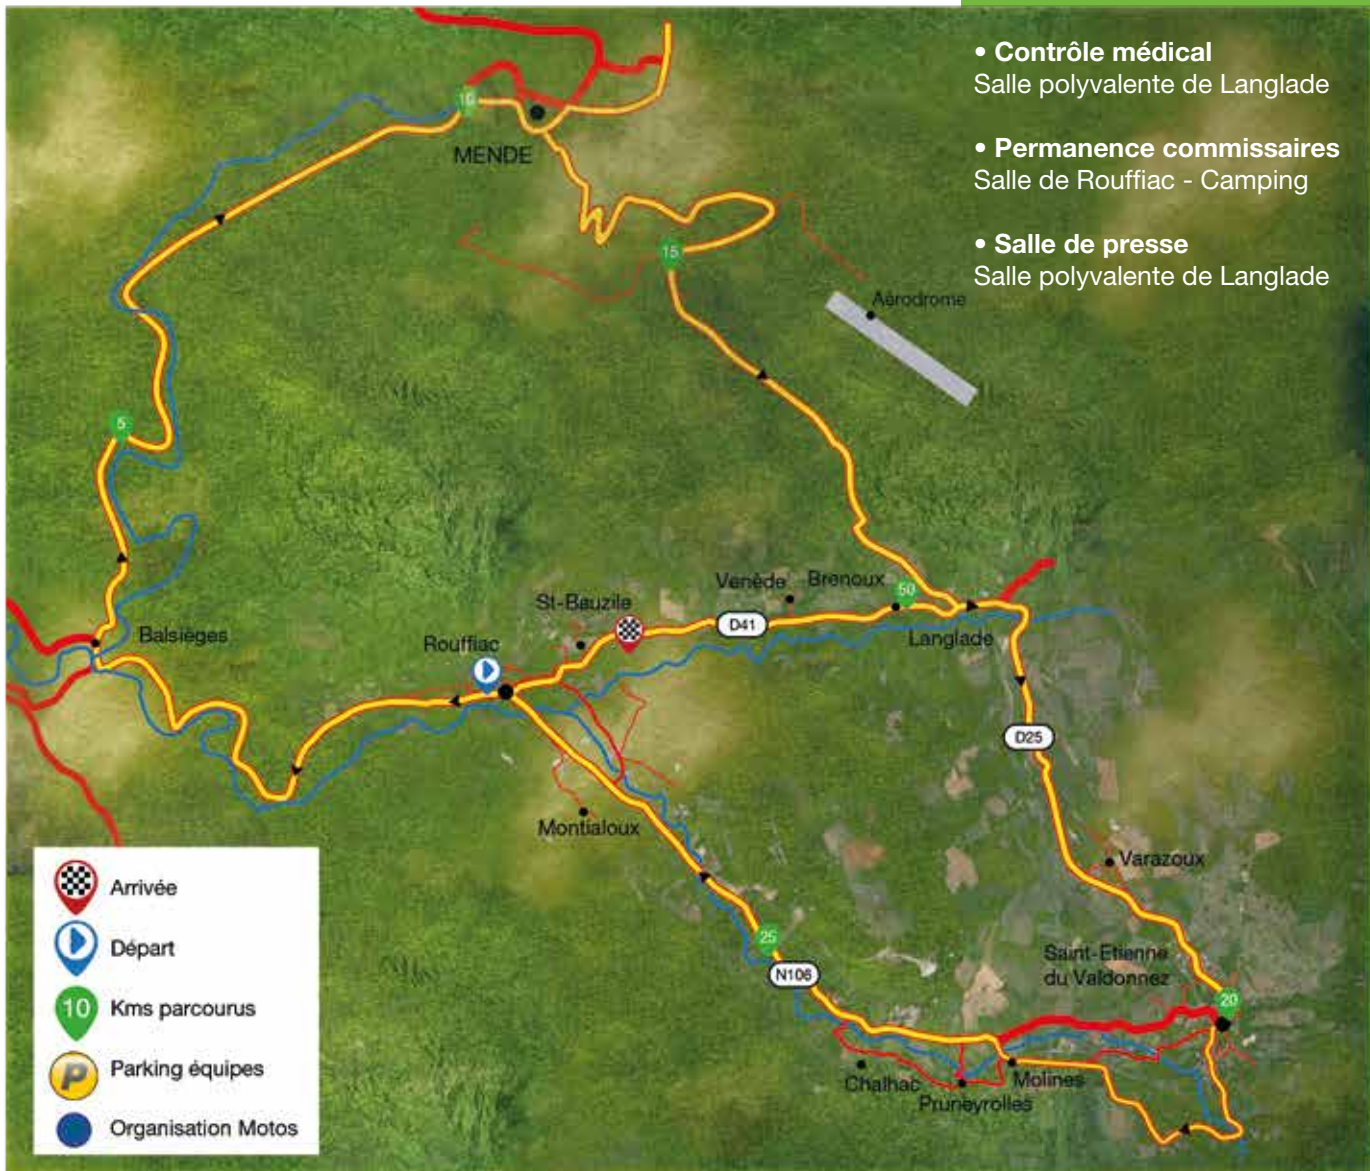 • Contrôle médical
Salle polyvalente de Langlade
• Permanence commissaires
Salle de Rouffiac - Camping
• Salle de presse
Salle polyvalente de Langlade
10
MENDE
15
Aérodrome
5
Venède
Brenoux
50
St-Bauzile
D41
Langlade
Balsièges
Rouffiac
D25
Montialoux
Varazoux
25
N106
Saint-Etienne
du Valdonnez
20
Chalhac
Molines
Pruneyrolles
Arrivée
Départ
10
Kms parcourus
P
Parking équipes
Organisation Motos